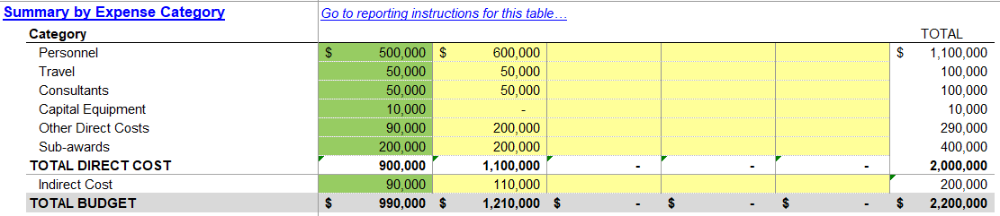 Summary by Expense Category Go to reporting instructions for this table…
Category TOTAL
Personnel $ 500,000 $ 600,000 $ 1,100,000
Travel 50,000 50,000 100,000
Consultants 50,000 50,000 100,000
Capital Equipment 10,000 - 10,000
Other Direct Costs 90,000 200,000 290,000
Sub-awards 200,000 200,000 400,000
TOTAL DIRECT COST 900,000 1,100,000 - - - 2,000,000
Indirect Cost 90,000 110,000 200,000
TOTAL BUDGET $ 990,000 $ 1,210,000 $ - $ - $ - $ 2,200,000